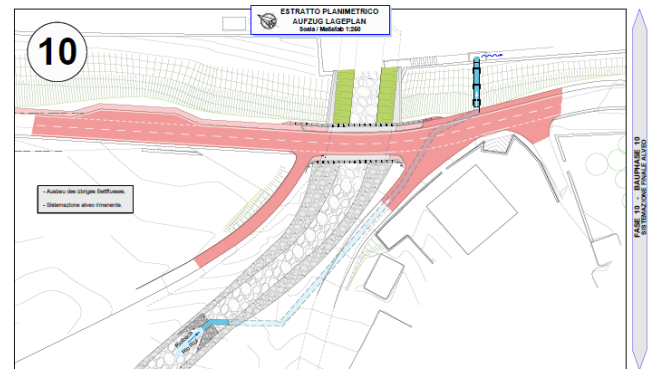 10
ESTRATTO PLANIMETRICO
AUFZUG LAGEPLAN
Scala / Maßstab 1:250
- Ausbau des übriges Bettflusses.
- Sistemazione alveo rimanente.
FASE 10 - BAUPHASE 10
SISTEMAZIONE FINALE ALVEO